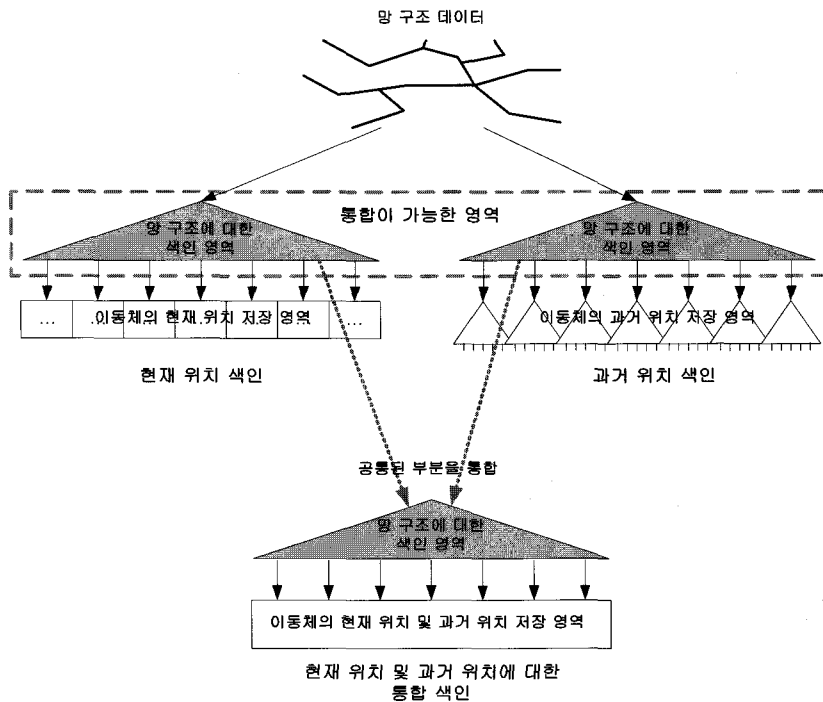 망 구조 데이터
통합이 가능한 영역
망 구조에 대한
색인 영역
망 구조에 대한
색인 영역
... ... ... ... ... ... ...
이동체의 현재 위치 저장 영역
이동체의 과거 위치 저장 영역
현재 위치 색인
과거 위치 색인
공통된 부분을 통합
망 구조에 대한
색인 영역
이동체의 현재 위치 및 과거 위치 저장 영역
현재 위치 및 과거 위치에 대한
통합 색인